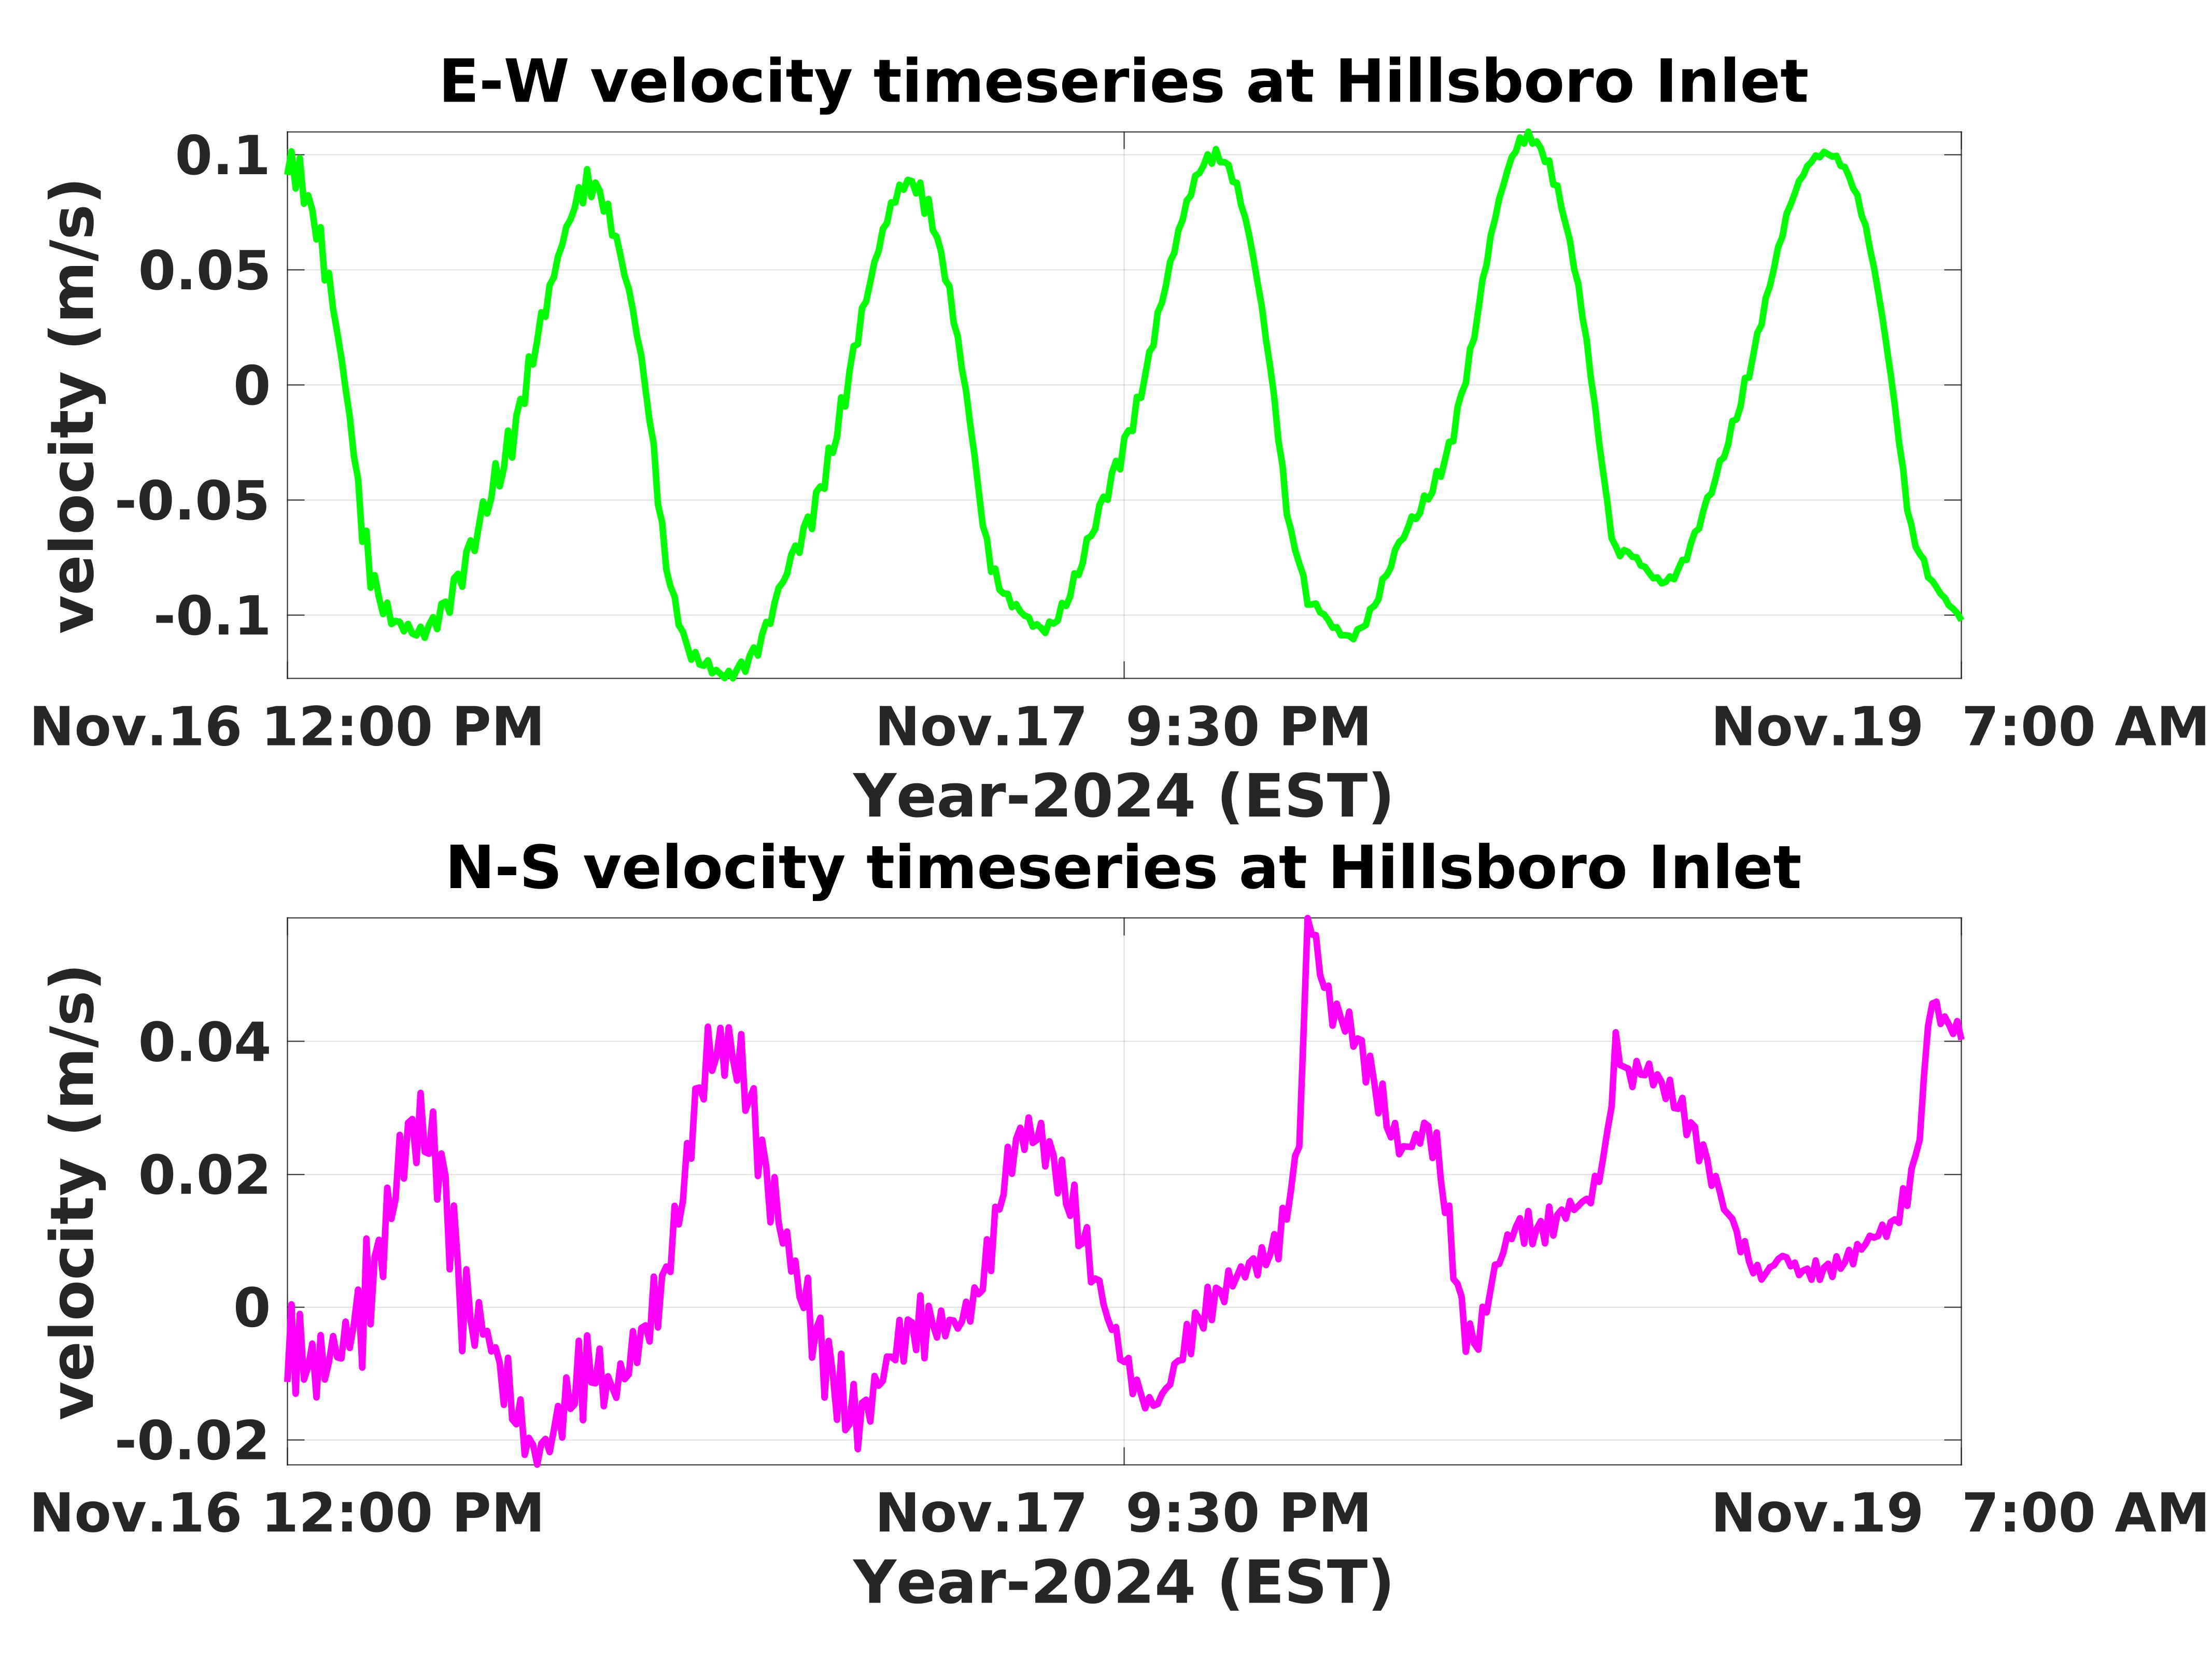 E-W velocity timeseries at Hillsboro Inlet
velocity (m/s)
0.1
0.05
0
-0.05
-0.1
Nov.16 12:00 PM
Nov.17 9:30 PM
Nov.19 7:00 AM
Year-2024 (EST)
N-S velocity timeseries at Hillsboro Inlet
velocity (m/s)
0.04
0.02
0
-0.02
Nov.16 12:00 PM
Nov.17 9:30 PM
Nov.19 7:00 AM
Year-2024 (EST)